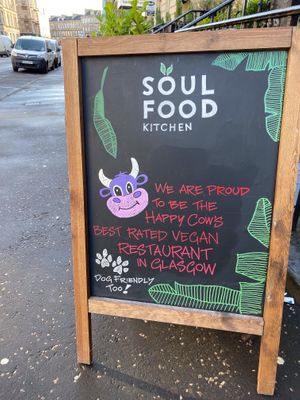 SOUL
FOOD
KITCHEN
WE ARE PROUD
TO BE THE
HAPPY COW'S
BEST RATED VEGAN
RESTAURANT
IN GLASGOW
DOG FRIENDLY
TOO!